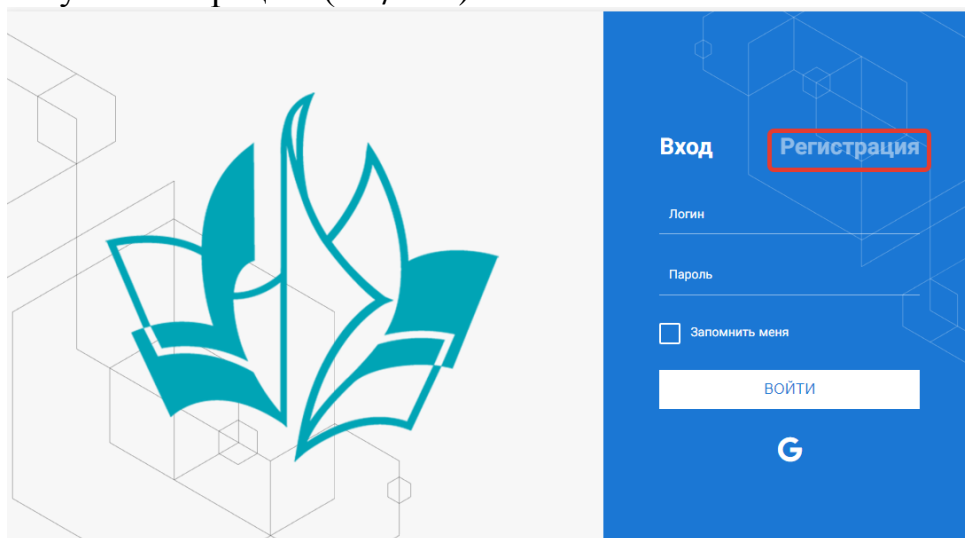 Вход
Регистрация
Логин
Пароль
Запомнить меня
ВОЙТИ
G